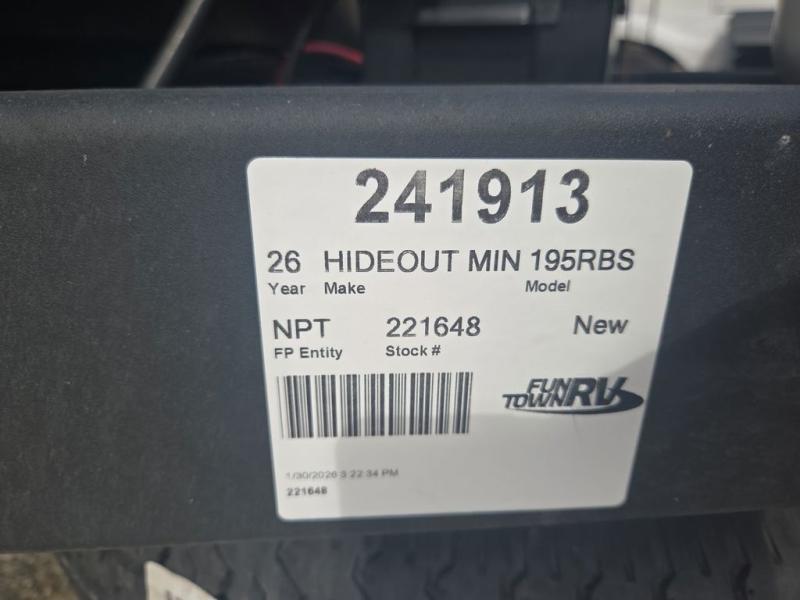 241913
26 HIDEOUT MIN 195RBS
Year Make Model
NPT 221648 New
FP Entity Stock #
FUN
TOWN RV
1/30/2026 3 22:34 PM
221648